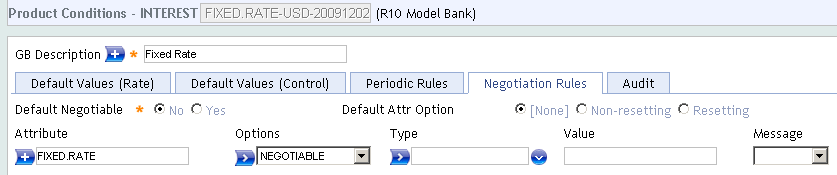 Product Conditions - INTEREST FIXED.RATE-USD-20091202 (R10 Model Bank)
GB Description * Fixed Rate
Default Values (Rate) Default Values (Control) Periodic Rules Negotiation Rules Audit
Default Negotiable * No Yes Default Attr Option [None] Non-resetting Resetting
Attribute Options Type Value Message
FIXED.RATE NEGOTIABLE